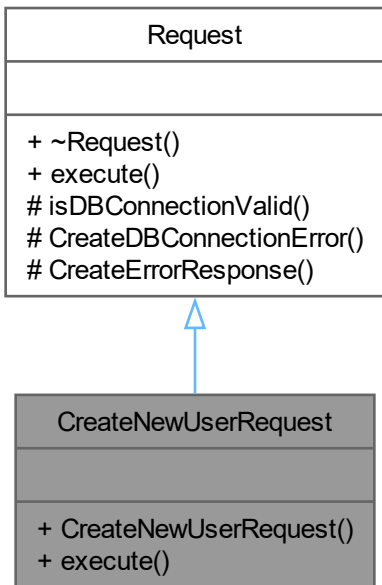 Request
+ ~Request()
+ execute()
# isDBConnectionValid()
# CreateDBConnectionError()
# CreateErrorResponse()
CreateNewUserRequest
+ CreateNewUserRequest()
+ execute()